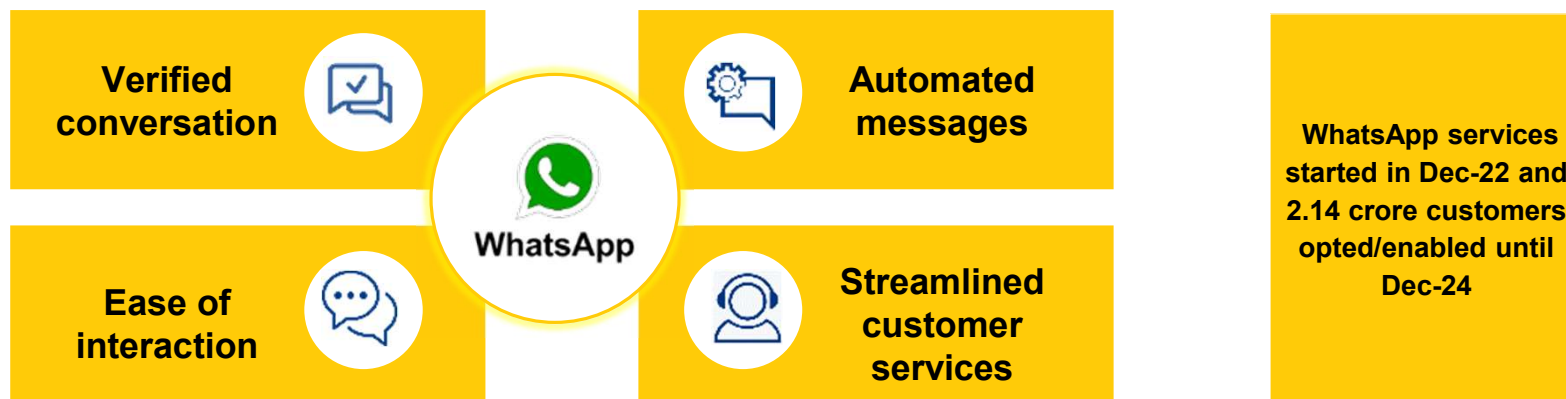 Verified
conversation
Automated
messages
WhatsApp
Ease of
interaction
Streamlined
customer
services
WhatsApp services
started in Dec-22 and
2.14 crore customers
opted/enabled until
Dec-24